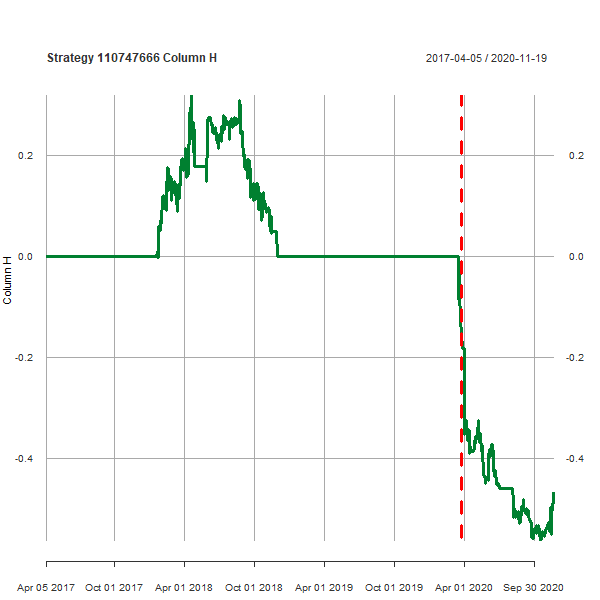 Strategy 110747666 Column H
2017-04-05 / 2020-11-19
0.2
0.2
0.0
0.0
-0.2
-0.2
-0.4
-0.4
Column H
Apr 05 2017
Oct 01 2017
Apr 01 2018
Oct 01 2018
Apr 01 2019
Oct 01 2019
Apr 01 2020
Sep 30 2020